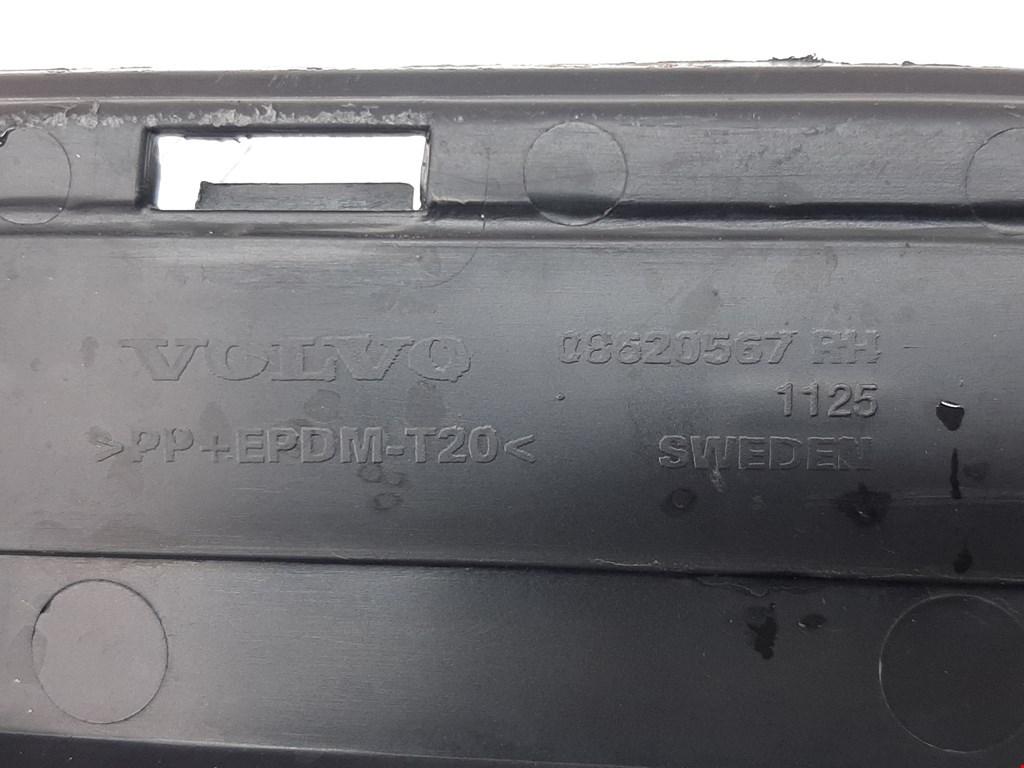 VOLVO 08620567 RH
1125
>PP+EPDM-T20< SWEDEN